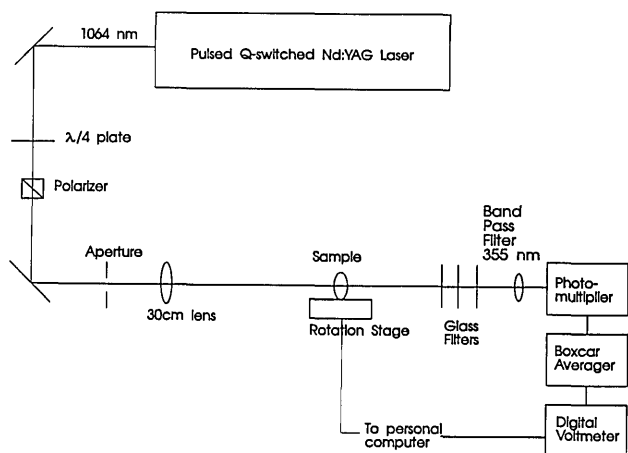 1064 nm
Pulsed Q-switched Nd:YAG Laser
λ/4 plate
Polarizer
Aperture
30cm lens
Sample
Rotation Stage
Glass
Filters
Band
Pass
Filter
355 nm
Photo-
multiplier
Boxcar
Averager
Digital
Voltmeter
To personal
computer